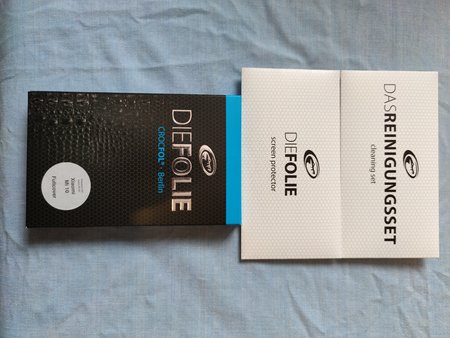 DIEFOLIE
CROCFOL® · Berlin
Xiaomi
Mi 10
Fullcover
DIEFOLIE
screen protector
DASREINIGUNGSSET
cleaning set